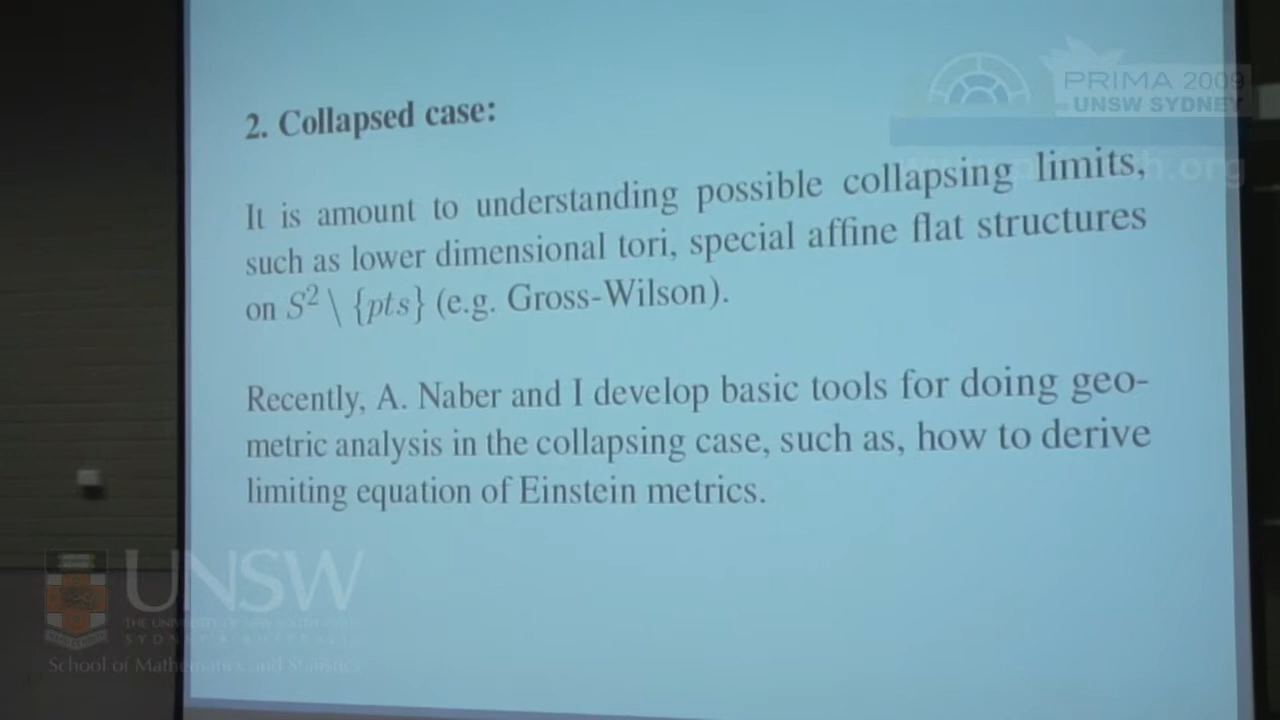 PRIMA 2009
UNSW SYDNEY
2. Collapsed case:
It is amount to understanding possible collapsing limits,
such as lower dimensional tori, special affine flat structures
on S² \ {pts} (e.g. Gross-Wilson).
Recently, A. Naber and I develop basic tools for doing geo-
metric analysis in the collapsing case, such as, how to derive
limiting equation of Einstein metrics.
UNSW
School of Mathematics and Statistics